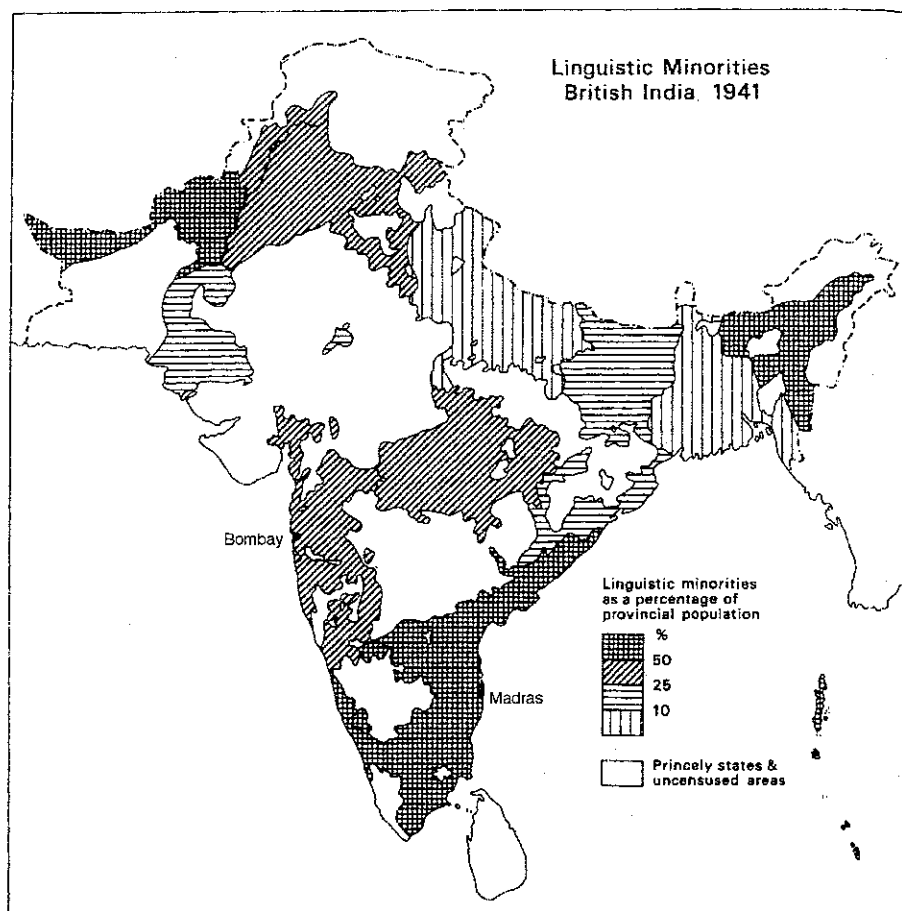 Linguistic Minorities
British India, 1941
Bombay
Madras
Linguistic minorities
as a percentage of
provincial population
%
50
25
10
Princely states &
uncensused areas